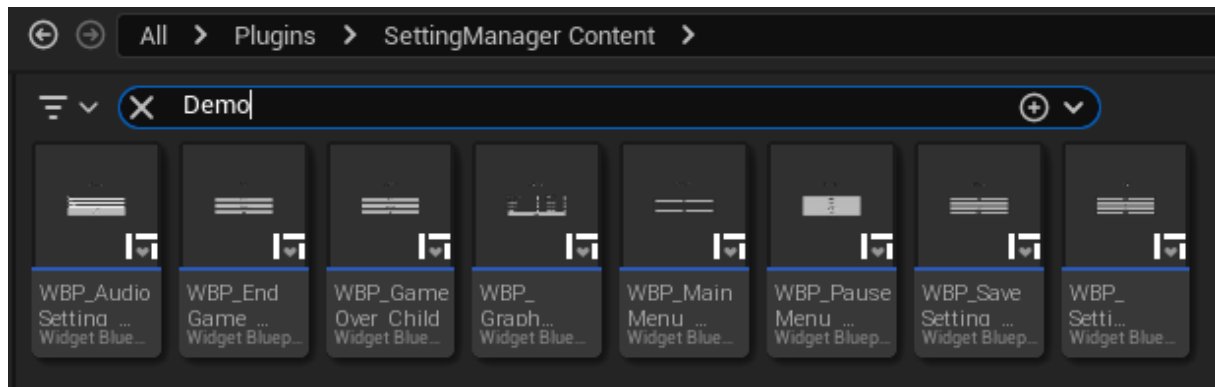 All > Plugins > SettingManager Content >
Demo
WBP_Audio
Setting ...
Widget Blue...
WBP_End
Game ...
Widget Bluep...
WBP_Game
Over Child
Widget Blue...
WBP_
Graph...
Widget Blue...
WBP_Main
Menu ...
Widget Blue...
WBP_Pause
Menu ...
Widget Bluep...
WBP_Save
Setting ...
Widget Bluep...
WBP_
Setti...
Widget Blue...